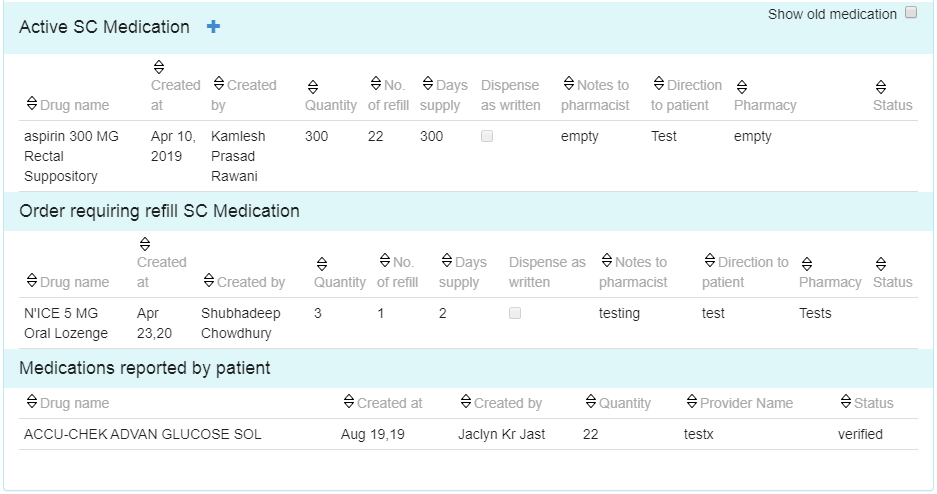 Show old medication
Active SC Medication
Drug name Created at Created by Quantity No. of refill Days supply Dispense as written Notes to pharmacist Direction to patient Pharmacy Status
aspirin 300 MG Rectal Suppository Apr 10, 2019 Kamlesh Prasad Rawani 300 22 300 empty Test empty
Order requiring refill SC Medication
Drug name Created at Created by Quantity No. of refill Days supply Dispense as written Notes to pharmacist Direction to patient Pharmacy Status
N'ICE 5 MG Oral Lozenge Apr 23,20 Shubhadeep Chowdhury 3 1 2 testing test Tests
Medications reported by patient
Drug name Created at Created by Quantity Provider Name Status
ACCU-CHEK ADVAN GLUCOSE SOL Aug 19,19 Jaclyn Kr Jast 22 testx verified